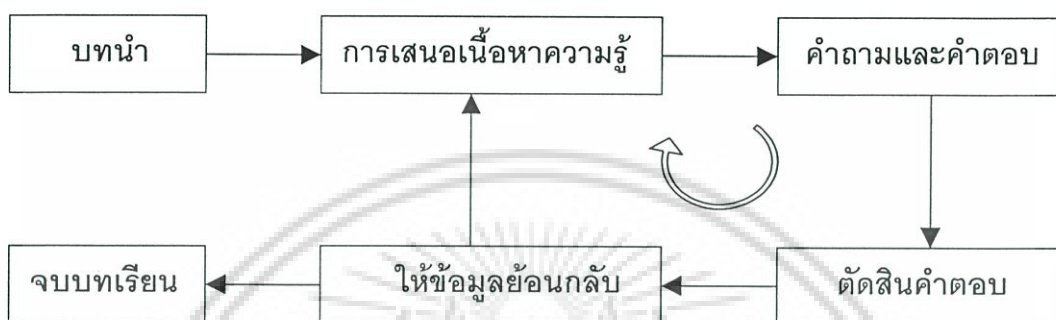 บทนำ
การเสนอเนื้อหาความรู้
คำถามและคำตอบ
จบบทเรียน
ให้ข้อมูลย้อนกลับ
ตัดสินคำตอบ